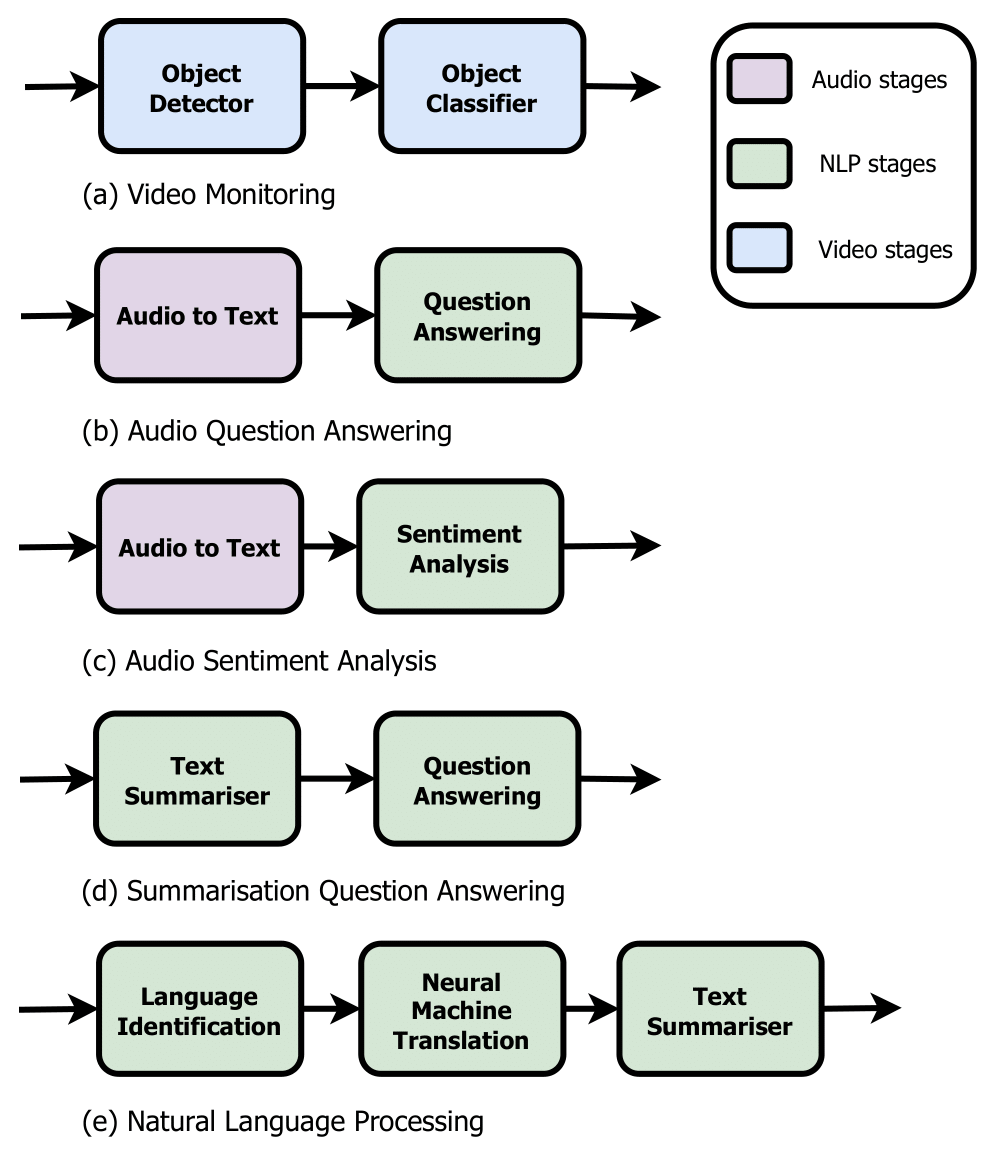 Object
Detector
Object
Classifier
(a) Video Monitoring
Audio stages
NLP stages
Video stages
Audio to Text
Question
Answering
(b) Audio Question Answering
Audio to Text
Sentiment
Analysis
(c) Audio Sentiment Analysis
Text
Summariser
Question
Answering
(d) Summarisation Question Answering
Language
Identification
Neural
Machine
Translation
Text
Summariser
(e) Natural Language Processing